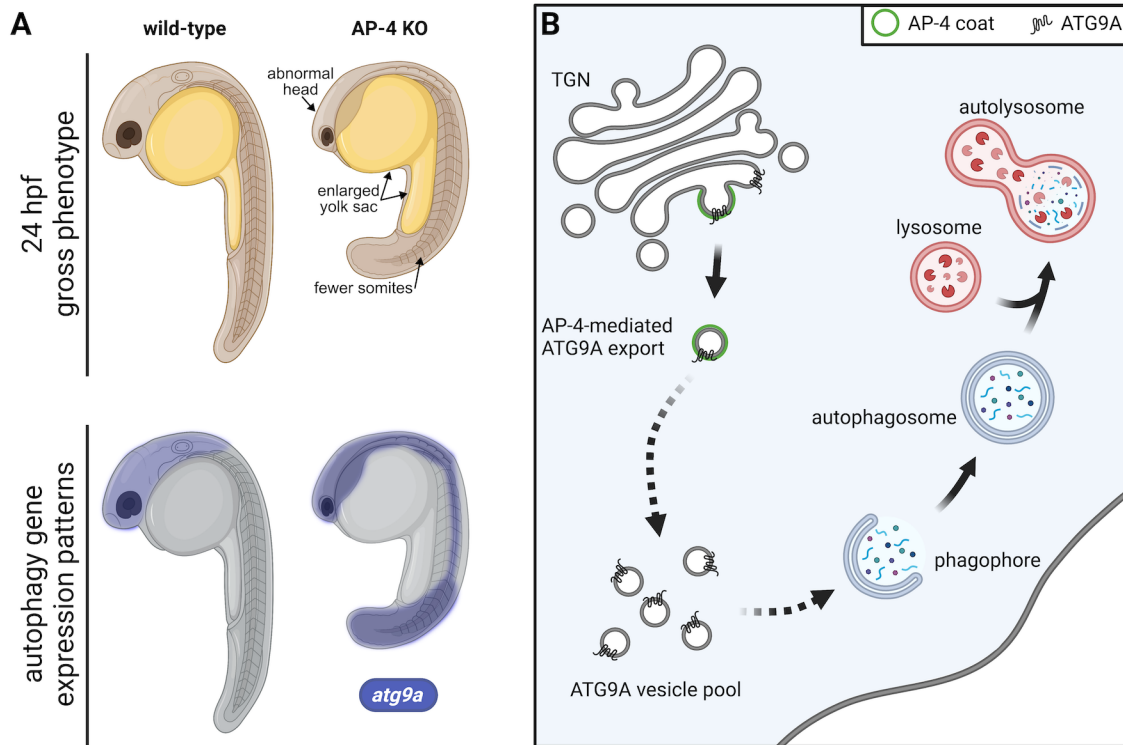 A
wild-type
AP-4 KO
24 hpf
gross phenotype
abnormal
head
enlarged
yolk sac
fewer somites
autophagy gene
expression patterns
atg9a
B
AP-4 coat
ATG9A
TGN
AP-4-mediated
ATG9A export
ATG9A vesicle pool
phagophore
autophagosome
lysosome
autolysosome